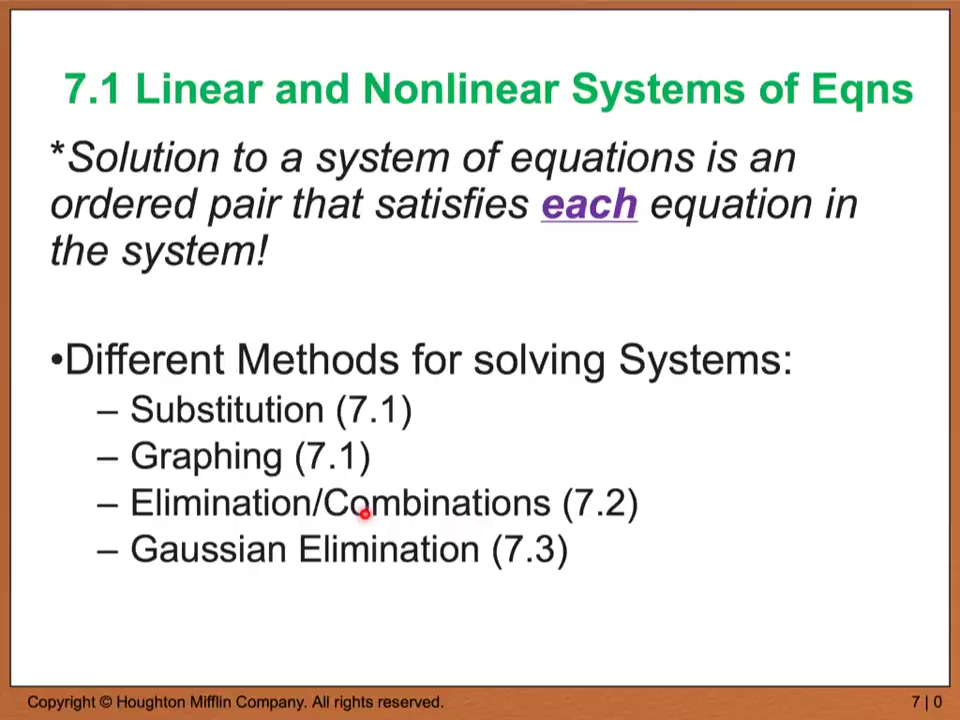 7.1 Linear and Nonlinear Systems of Eqns
*Solution to a system of equations is an
ordered pair that satisfies each equation in
the system!
•Different Methods for solving Systems:
– Substitution (7.1)
– Graphing (7.1)
– Elimination/Combinations (7.2)
– Gaussian Elimination (7.3)
Copyright © Houghton Mifflin Company. All rights reserved.
7 | 0